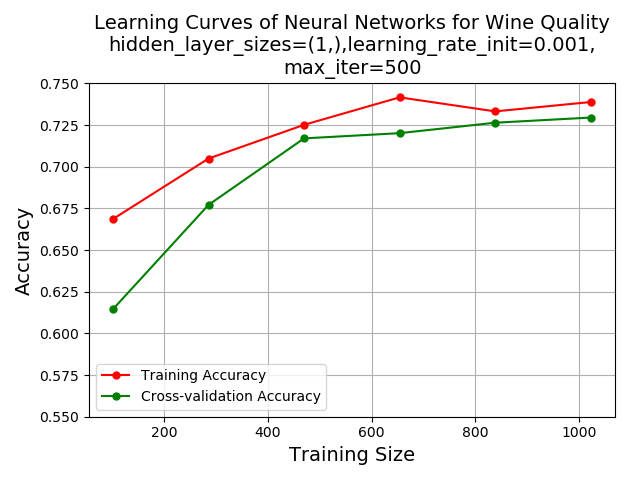 Learning Curves of Neural Networks for Wine Quality
hidden_layer_sizes=(1,),learning_rate_init=0.001,
max_iter=500
0.750
0.725
0.700
0.675
0.650
0.625
0.600
0.575
0.550
Accuracy
Training Accuracy
Cross-validation Accuracy
200
400
600
800
1000
Training Size